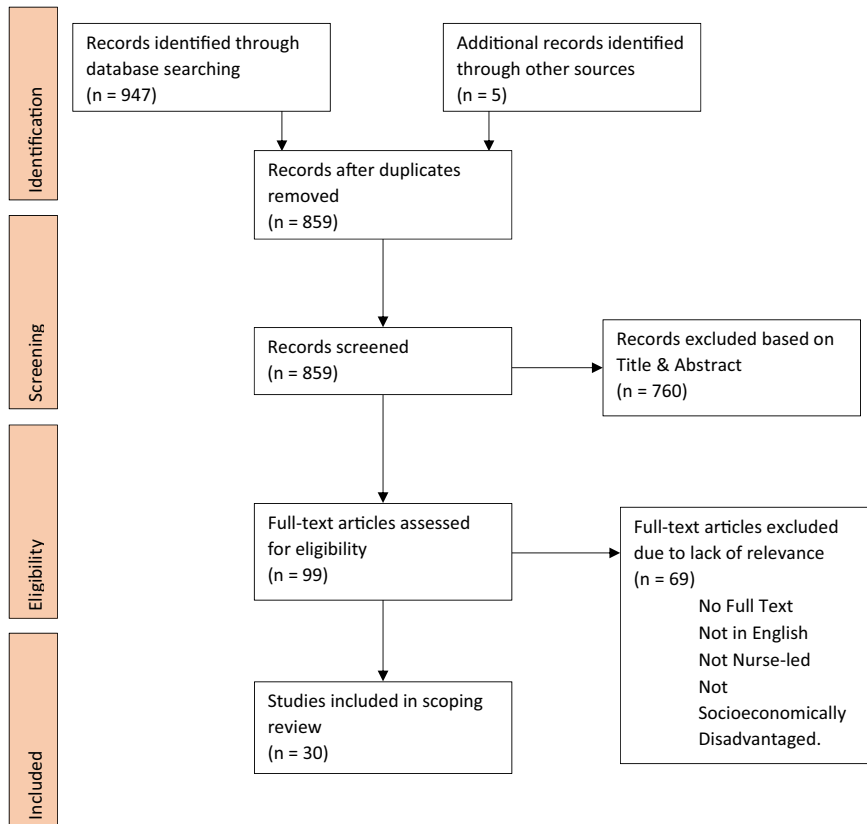 Identification
Records identified through
database searching
(n = 947)
Additional records identified
through other sources
(n = 5)
Records after duplicates
removed
(n = 859)
Screening
Records screened
(n = 859)
Records excluded based on
Title & Abstract
(n = 760)
Eligibility
Full-text articles assessed
for eligibility
(n = 99)
Full-text articles excluded
due to lack of relevance
(n = 69)
No Full Text
Not in English
Not Nurse-led
Not
Socioeconomically
Disadvantaged.
Included
Studies included in scoping
review
(n = 30)